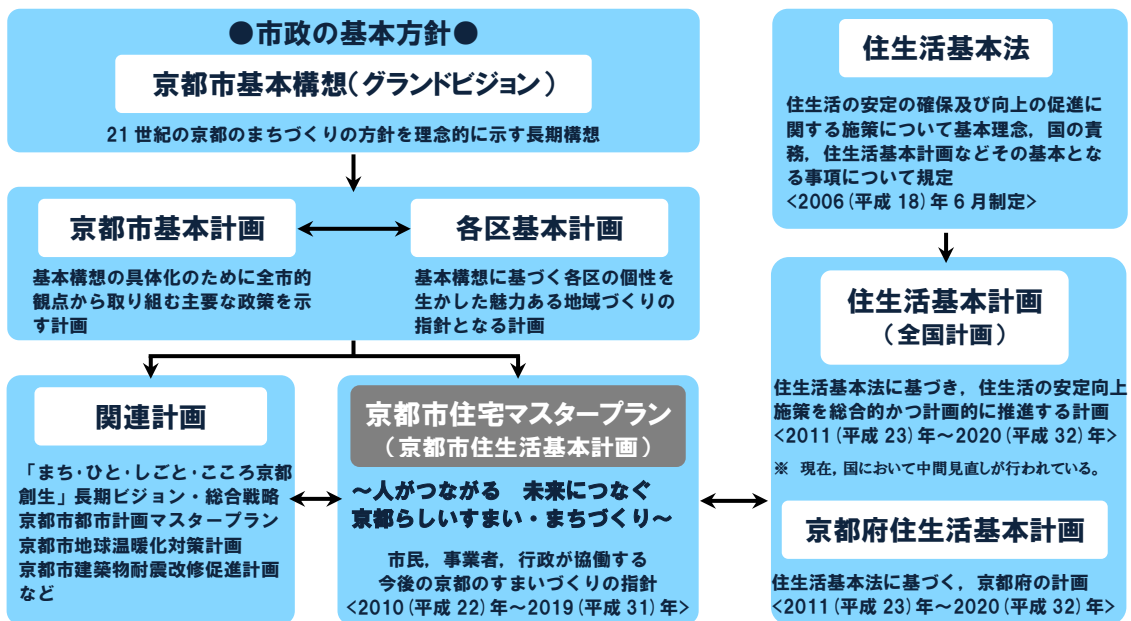 ●市政の基本方針●
京都市基本構想(グランドビジョン)
21世紀の京都のまちづくりの方針を理念的に示す長期構想
京都市基本計画
基本構想の具体化のために全市的
観点から取り組む主要な政策を示
す計画
各区基本計画
基本構想に基づく各区の個性を
生かした魅力ある地域づくりの
指針となる計画
関連計画
「まち・ひと・しごと・こころ京都
創生」長期ビジョン・総合戦略
京都市都市計画マスタープラン
京都市地球温暖化対策計画
京都市建築物耐震改修促進計画
など
京都市住宅マスタープラン
(京都市住生活基本計画)
~人がつながる 未来につなぐ
京都らしいすまい・まちづくり~
市民,事業者,行政が協働する
今後の京都のすまいづくりの指針
<2010(平成22)年~2019(平成31)年>
住生活基本法
住生活の安定の確保及び向上の促進に
関する施策について基本理念,国の責
務,住生活基本計画などその基本とな
る事項について規定
<2006(平成18)年6月制定>
住生活基本計画
(全国計画)
住生活基本法に基づき,住生活の安定向上
施策を総合的かつ計画的に推進する計画
<2011(平成23)年~2020(平成32)年>
※ 現在,国において中間見直しが行われている。
京都府住生活基本計画
住生活基本法に基づく,京都府の計画
<2011(平成23)年~2020(平成32)年>